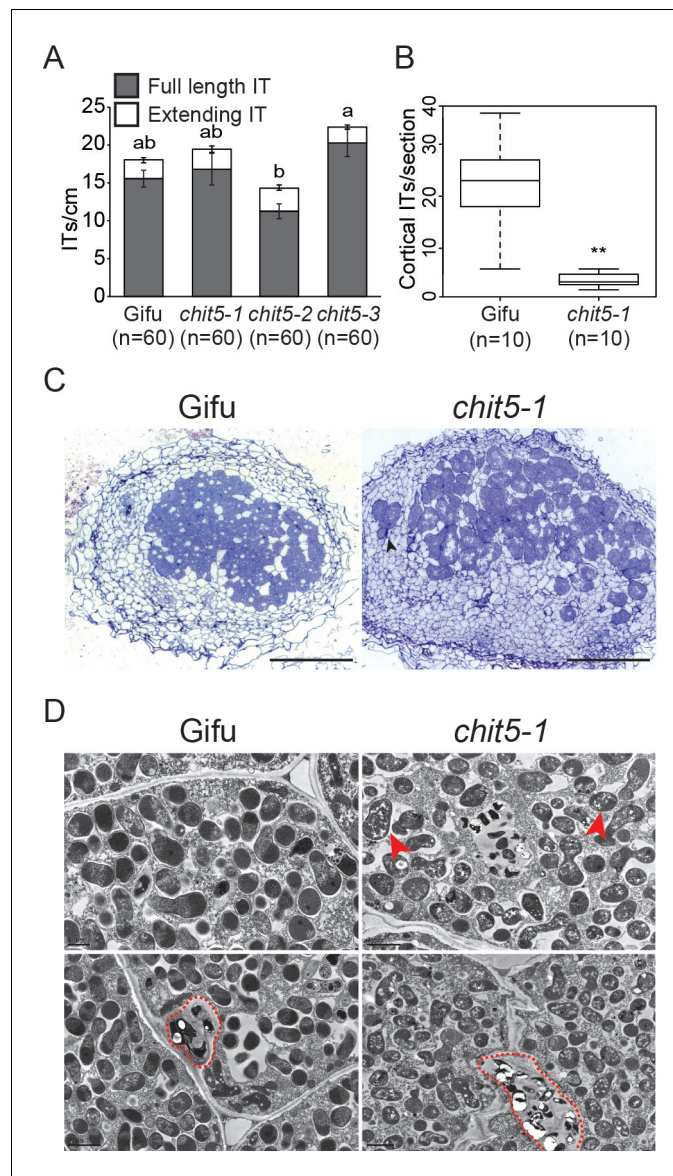 A
Full length IT
Extending IT
ITs/cm
25
20
15
10
5
0
ab
ab
b
a
Gifu
(n=60)
chit5-1
(n=60)
chit5-2
(n=60)
chit5-3
(n=60)
B
Cortical ITs/section
40
30
20
10
0
**
Gifu
(n=10)
chit5-1
(n=10)
C
Gifu
chit5-1
D
Gifu
chit5-1